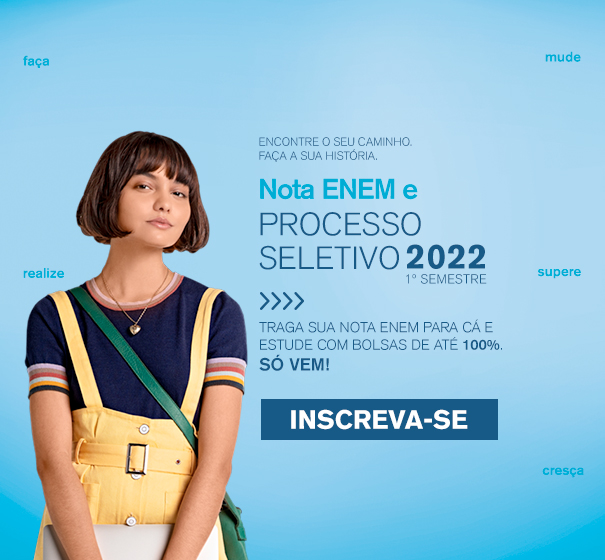 faça
mude
ENCONTRE O SEU CAMINHO.
FAÇA A SUA HISTÓRIA.
Nota ENEM e
PROCESSO
SELETIVO 2022
1º SEMESTRE
realize
supere
>>>>
TRAGA SUA NOTA ENEM PARA CÁ E
ESTUDE COM BOLSAS DE ATÉ 100%.
SÓ VEM!
INSCREVA-SE
cresça